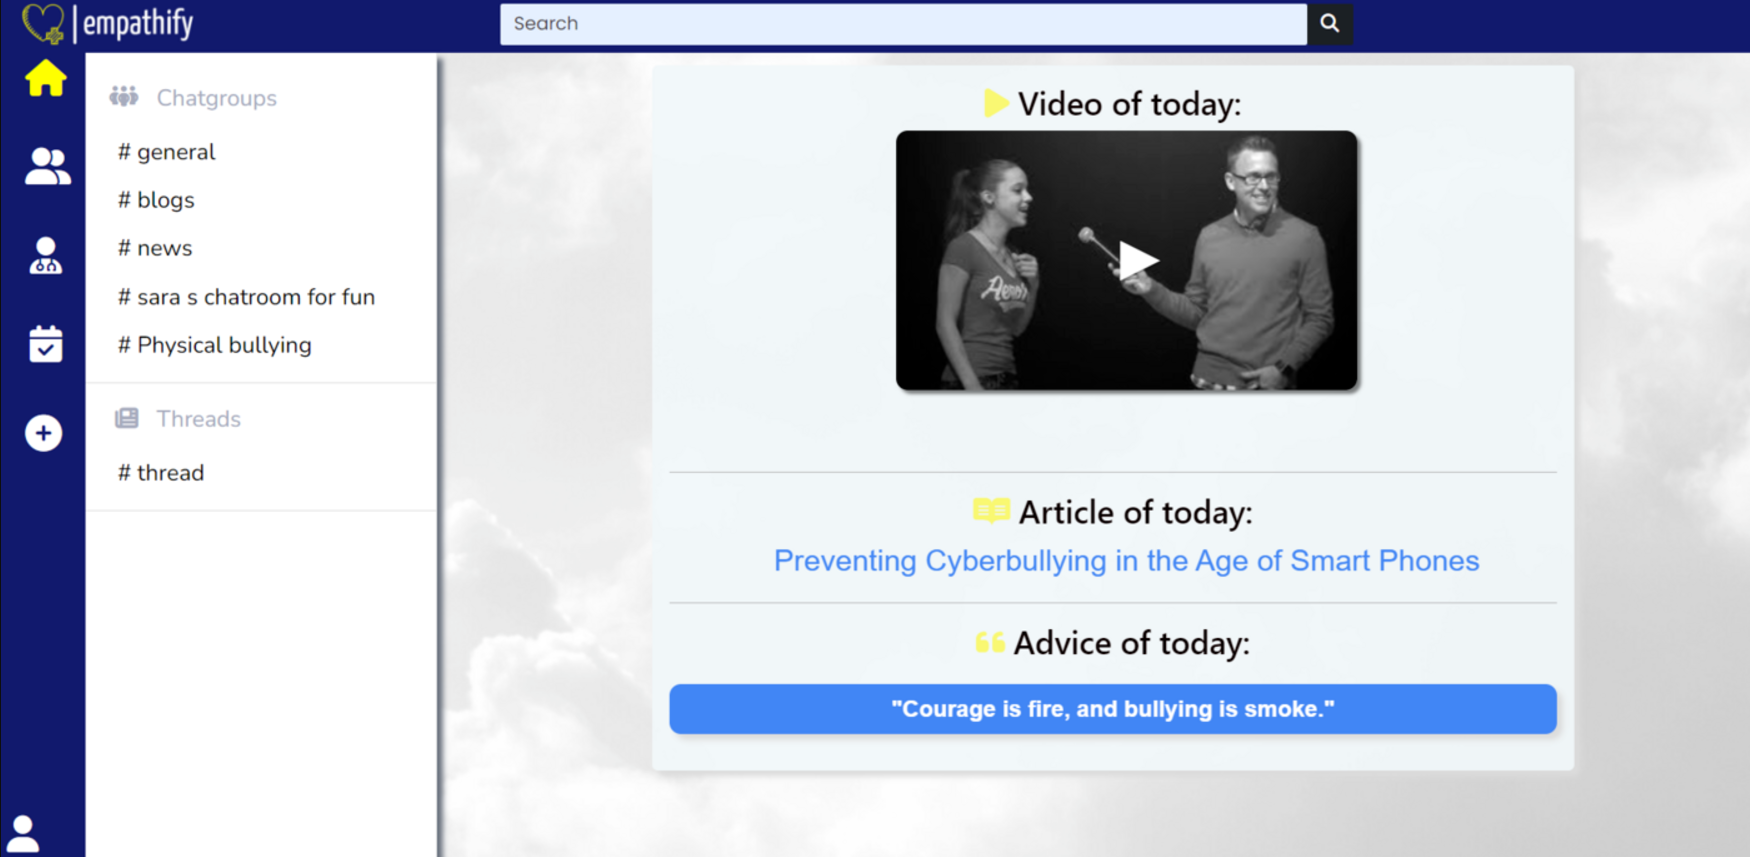 empathify
Search
Chatgroups
# general
# blogs
# news
# sara s chatroom for fun
# Physical bullying
Threads
# thread
Video of today:
Article of today:
Preventing Cyberbullying in the Age of Smart Phones
Advice of today:
"Courage is fire, and bullying is smoke."